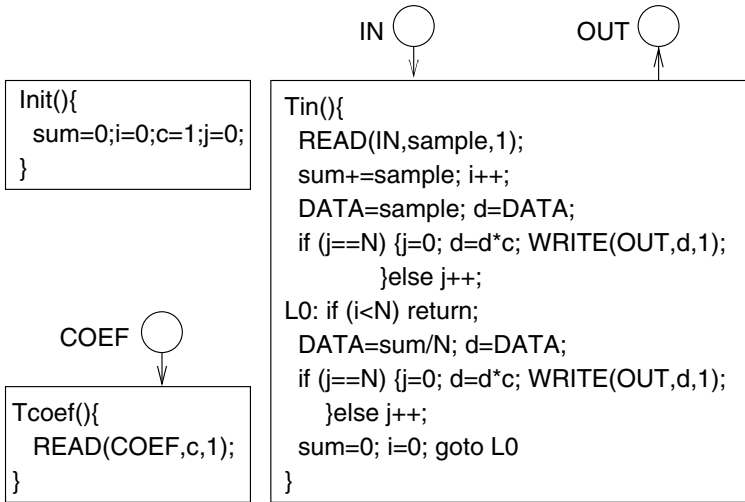 IN
OUT
Init(){
sum=0;i=0;c=1;j=0;
}
Tin(){
READ(IN,sample,1);
sum+=sample; i++;
DATA=sample; d=DATA;
if (j==N) {j=0; d=d*c; WRITE(OUT,d,1);
}else j++;
L0: if (i<N) return;
DATA=sum/N; d=DATA;
if (j==N) {j=0; d=d*c; WRITE(OUT,d,1);
}else j++;
sum=0; i=0; goto L0
}
COEF
Tcoef(){
READ(COEF,c,1);
}